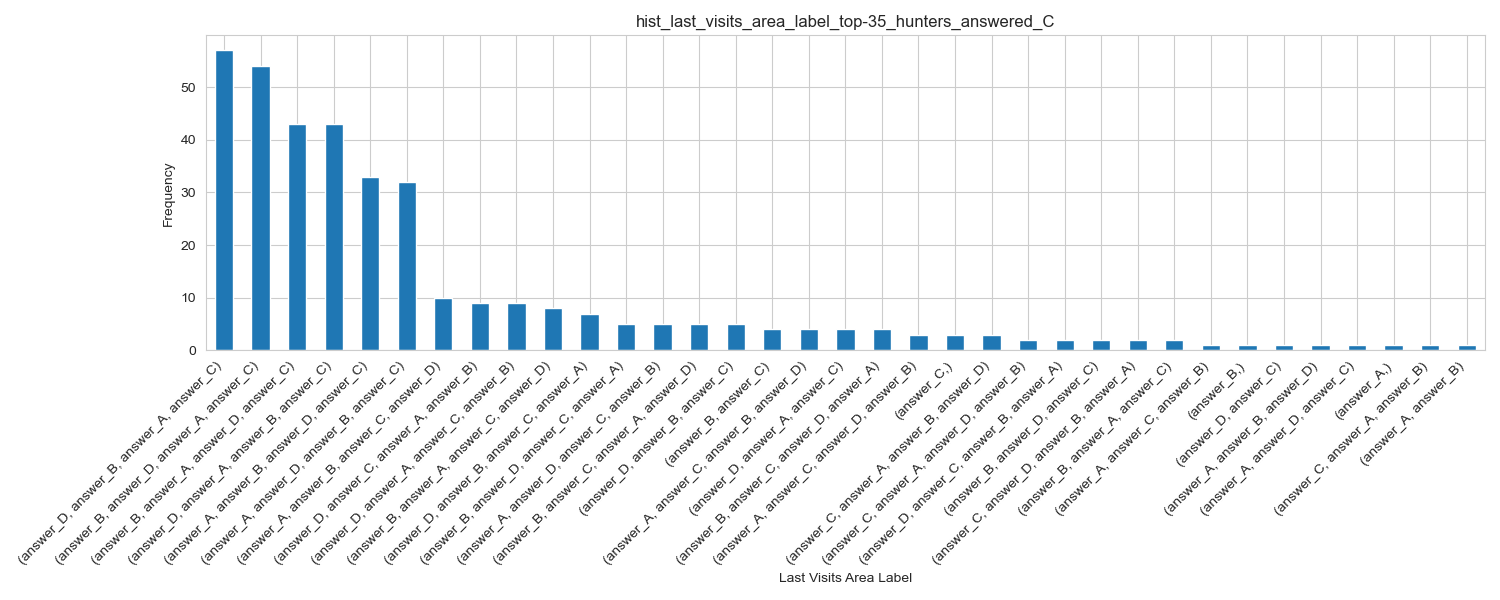 hist_last_visits_area_label_top-35_hunters_answered_C
Frequency
50
40
30
20
10
0
(answer_D, answer_B, answer_A, answer_C)
(answer_B, answer_D, answer_A, answer_C)
(answer_B, answer_A, answer_D, answer_C)
(answer_D, answer_A, answer_B, answer_C)
(answer_A, answer_B, answer_D, answer_C)
(answer_A, answer_D, answer_B, answer_C)
(answer_A, answer_B, answer_C, answer_D)
(answer_D, answer_C, answer_A, answer_B)
(answer_D, answer_A, answer_C, answer_B)
(answer_B, answer_A, answer_C, answer_D)
(answer_D, answer_B, answer_C, answer_A)
(answer_B, answer_D, answer_C, answer_A)
(answer_A, answer_D, answer_C, answer_B)
(answer_B, answer_C, answer_A, answer_D)
(answer_D, answer_B, answer_C)
(answer_B, answer_C)
(answer_A, answer_C, answer_B, answer_D)
(answer_D, answer_A, answer_C)
(answer_B, answer_C, answer_D, answer_A)
(answer_A, answer_C, answer_D, answer_B)
(answer_C,)
(answer_C, answer_A, answer_B, answer_D)
(answer_C, answer_A, answer_D, answer_B)
(answer_D, answer_C, answer_B, answer_A)
(answer_B, answer_D, answer_C)
(answer_C, answer_D, answer_B, answer_A)
(answer_B, answer_A, answer_C)
(answer_A, answer_C, answer_B)
(answer_B,)
(answer_D, answer_C)
(answer_A, answer_B, answer_D)
(answer_A, answer_D, answer_C)
(answer_A,)
(answer_C, answer_A, answer_B)
(answer_A, answer_B)
Last Visits Area Label